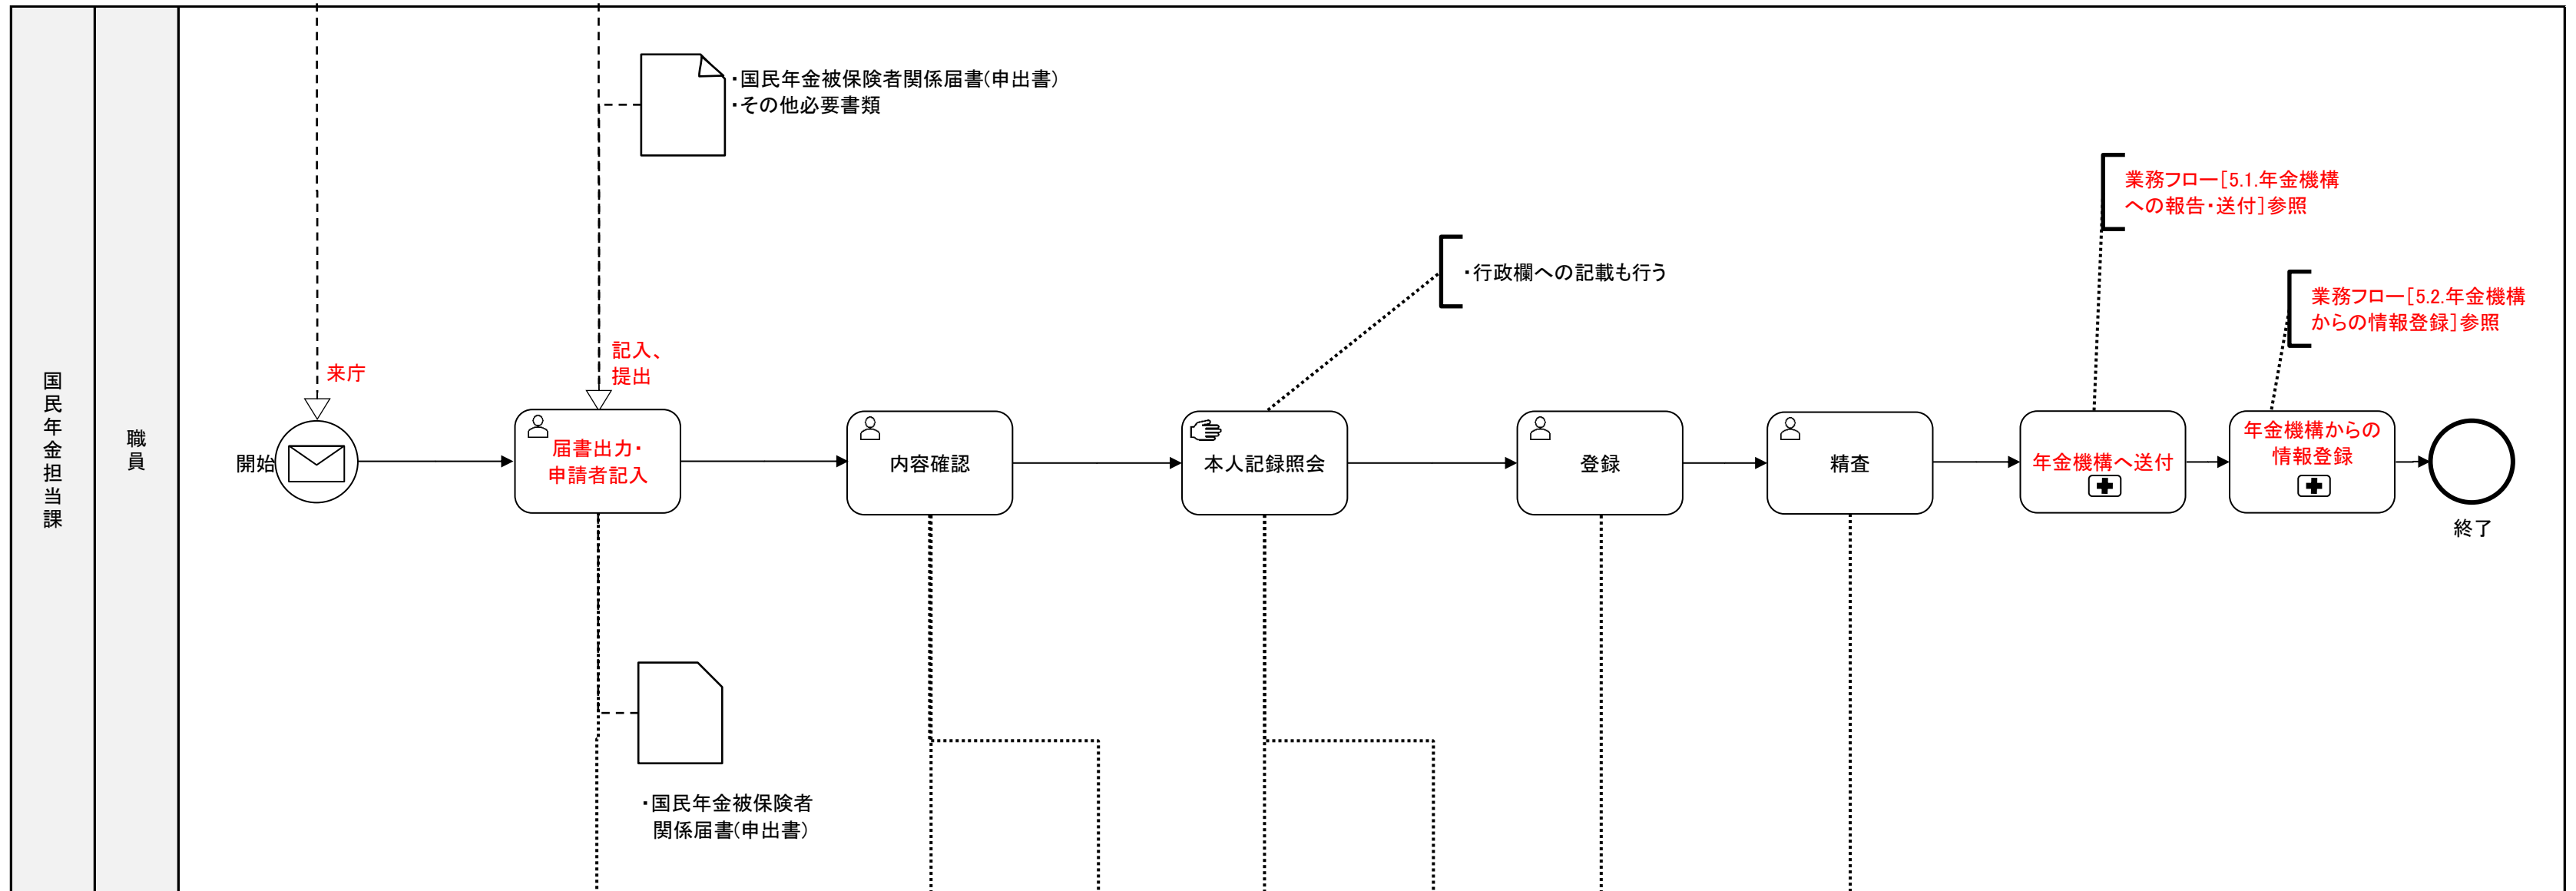 国民年金担当課
職員
・国民年金被保険者関係届書(申出書)
・その他必要書類
業務フロー[5.1.年金機構
への報告・送付]参照
・行政欄への記載も行う
業務フロー[5.2.年金機構
からの情報登録]参照
来庁
記入、
提出
開始
届書出力・
申請者記入
内容確認
本人記録照会
登録
精査
年金機構へ送付
年金機構からの
情報登録
終了
・国民年金被保険者
関係届書(申出書)